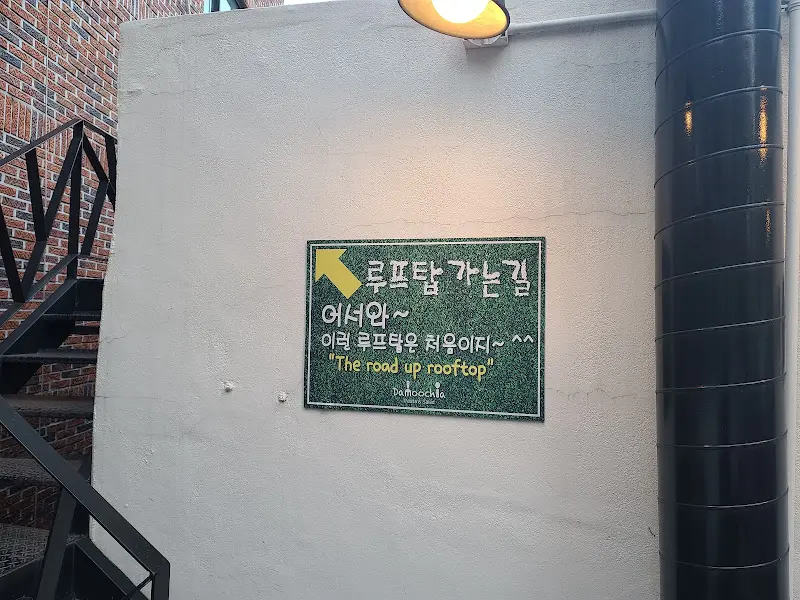 루프탑 가는길
어서와~
이런 루프탑은 처음이지~ ^^
"The road up rooftop"
Damoochia